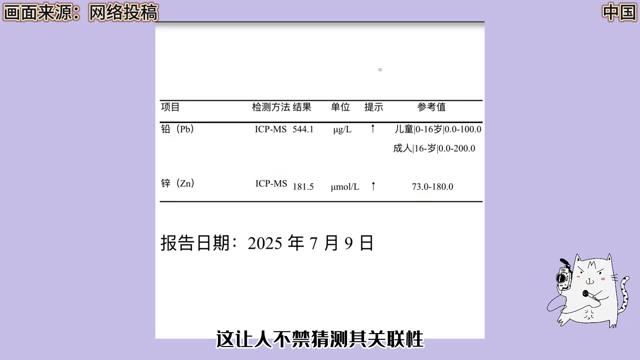 画面来源：网络投稿
中国
项目 检测方法 结果 单位 提示 参考值
铅（Pb） ICP-MS 544.1 μg/L ↑ 儿童|0-16岁|0.0-100.0
成人|16-岁|0.0-200.0
锌（Zn） ICP-MS 181.5 μmol/L ↑ 73.0-180.0
报告日期：2025 年 7 月 9 日
这让人不禁猜测其关联性